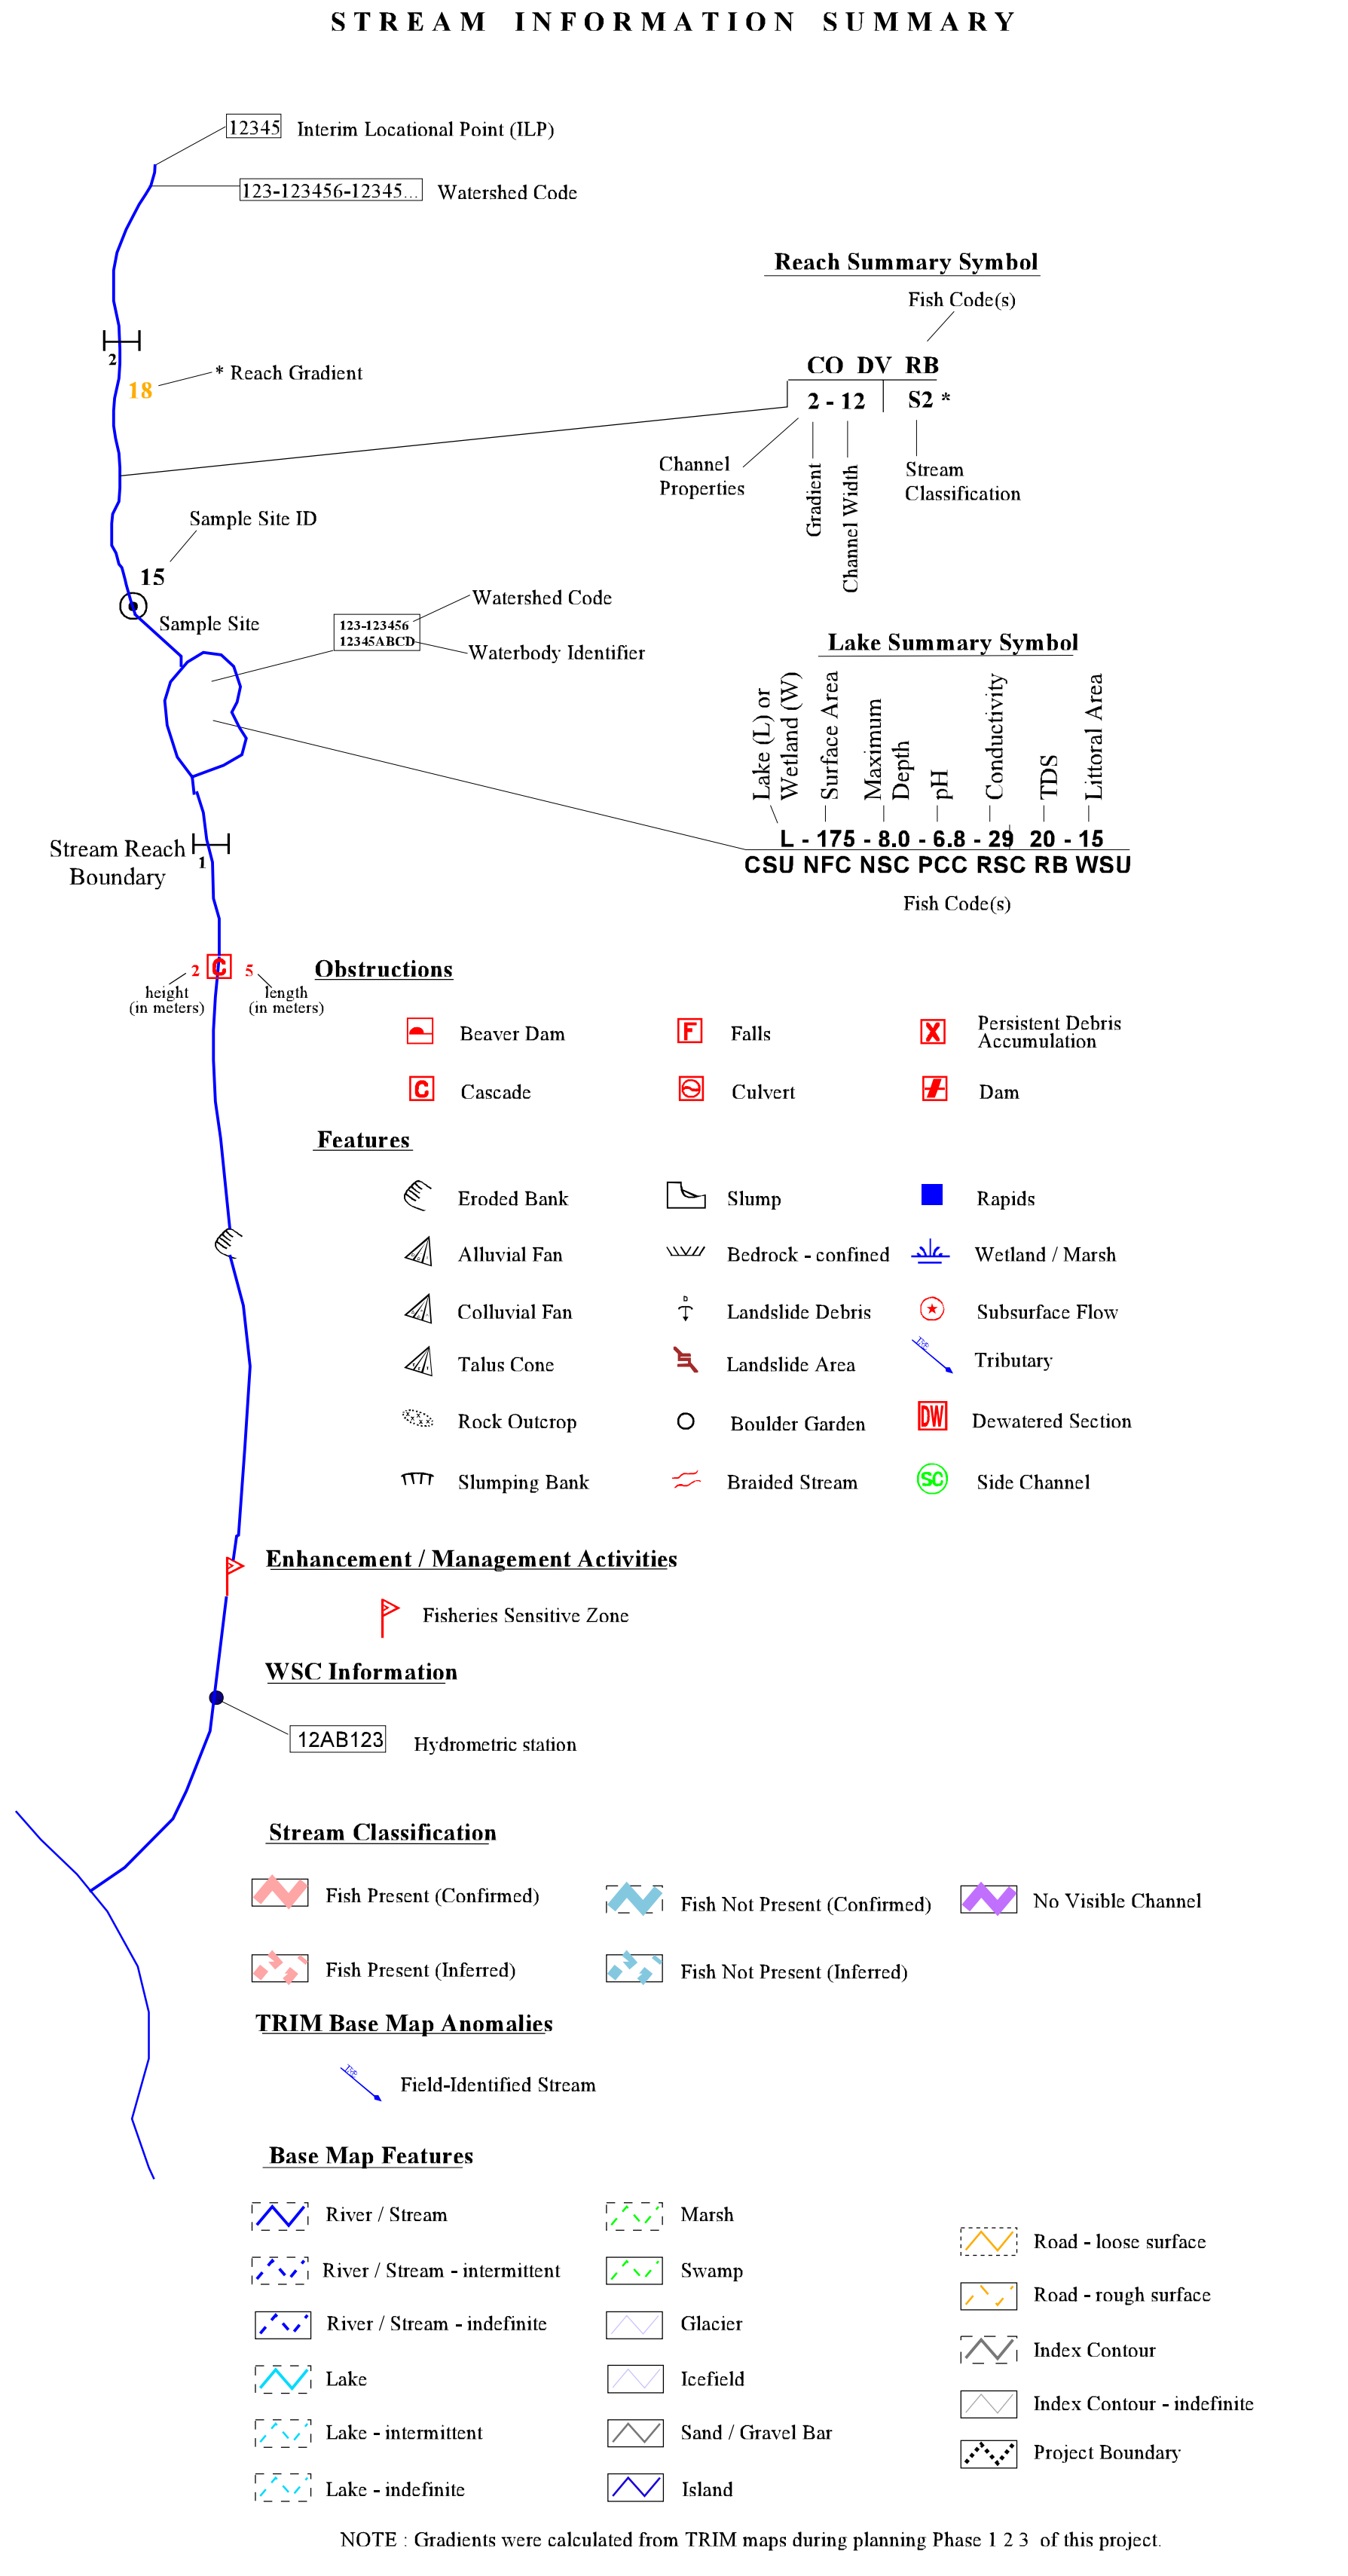 STREAM INFORMATION SUMMARY
12345 Interim Locational Point (ILP)
123-123456-12345... Watershed Code
Reach Summary Symbol
Fish Code(s)
2
18
* Reach Gradient
CO DV RB
2 - 12 S2 *
Channel
Properties
Gradient
Channel Width
Stream
Classification
Sample Site ID
15
Sample Site
123-123456
12345ABCD
Watershed Code
Waterbody Identifier
Lake Summary Symbol
Lake (L) or
Wetland (W)
Surface Area
Maximum
Depth
pH
Conductivity
TDS
Littoral Area
L - 175 - 8.0 - 6.8 - 29 20 - 15
CSU NFC NSC PCC RSC RB WSU
Fish Code(s)
Stream Reach
Boundary
1
2 C 5
height
(in meters)
length
(in meters)
Obstructions
Beaver Dam
F Falls
X Persistent Debris
Accumulation
C Cascade
Culvert
Dam
Features
Eroded Bank
Slump
Rapids
Alluvial Fan
Bedrock - confined
Wetland / Marsh
Colluvial Fan
D Landslide Debris
Subsurface Flow
Talus Cone
Landslide Area
Tributary
Rock Outcrop
Boulder Garden
DW Dewatered Section
Slumping Bank
Braided Stream
SC Side Channel
Enhancement / Management Activities
Fisheries Sensitive Zone
WSC Information
12AB123 Hydrometric station
Stream Classification
Fish Present (Confirmed)
Fish Not Present (Confirmed)
No Visible Channel
Fish Present (Inferred)
Fish Not Present (Inferred)
TRIM Base Map Anomalies
Field-Identified Stream
Base Map Features
River / Stream
River / Stream - intermittent
River / Stream - indefinite
Lake
Lake - intermittent
Lake - indefinite
Marsh
Swamp
Glacier
Icefield
Sand / Gravel Bar
Island
Road - loose surface
Road - rough surface
Index Contour
Index Contour - indefinite
Project Boundary
NOTE : Gradients were calculated from TRIM maps during planning Phase 1 2 3 of this project.